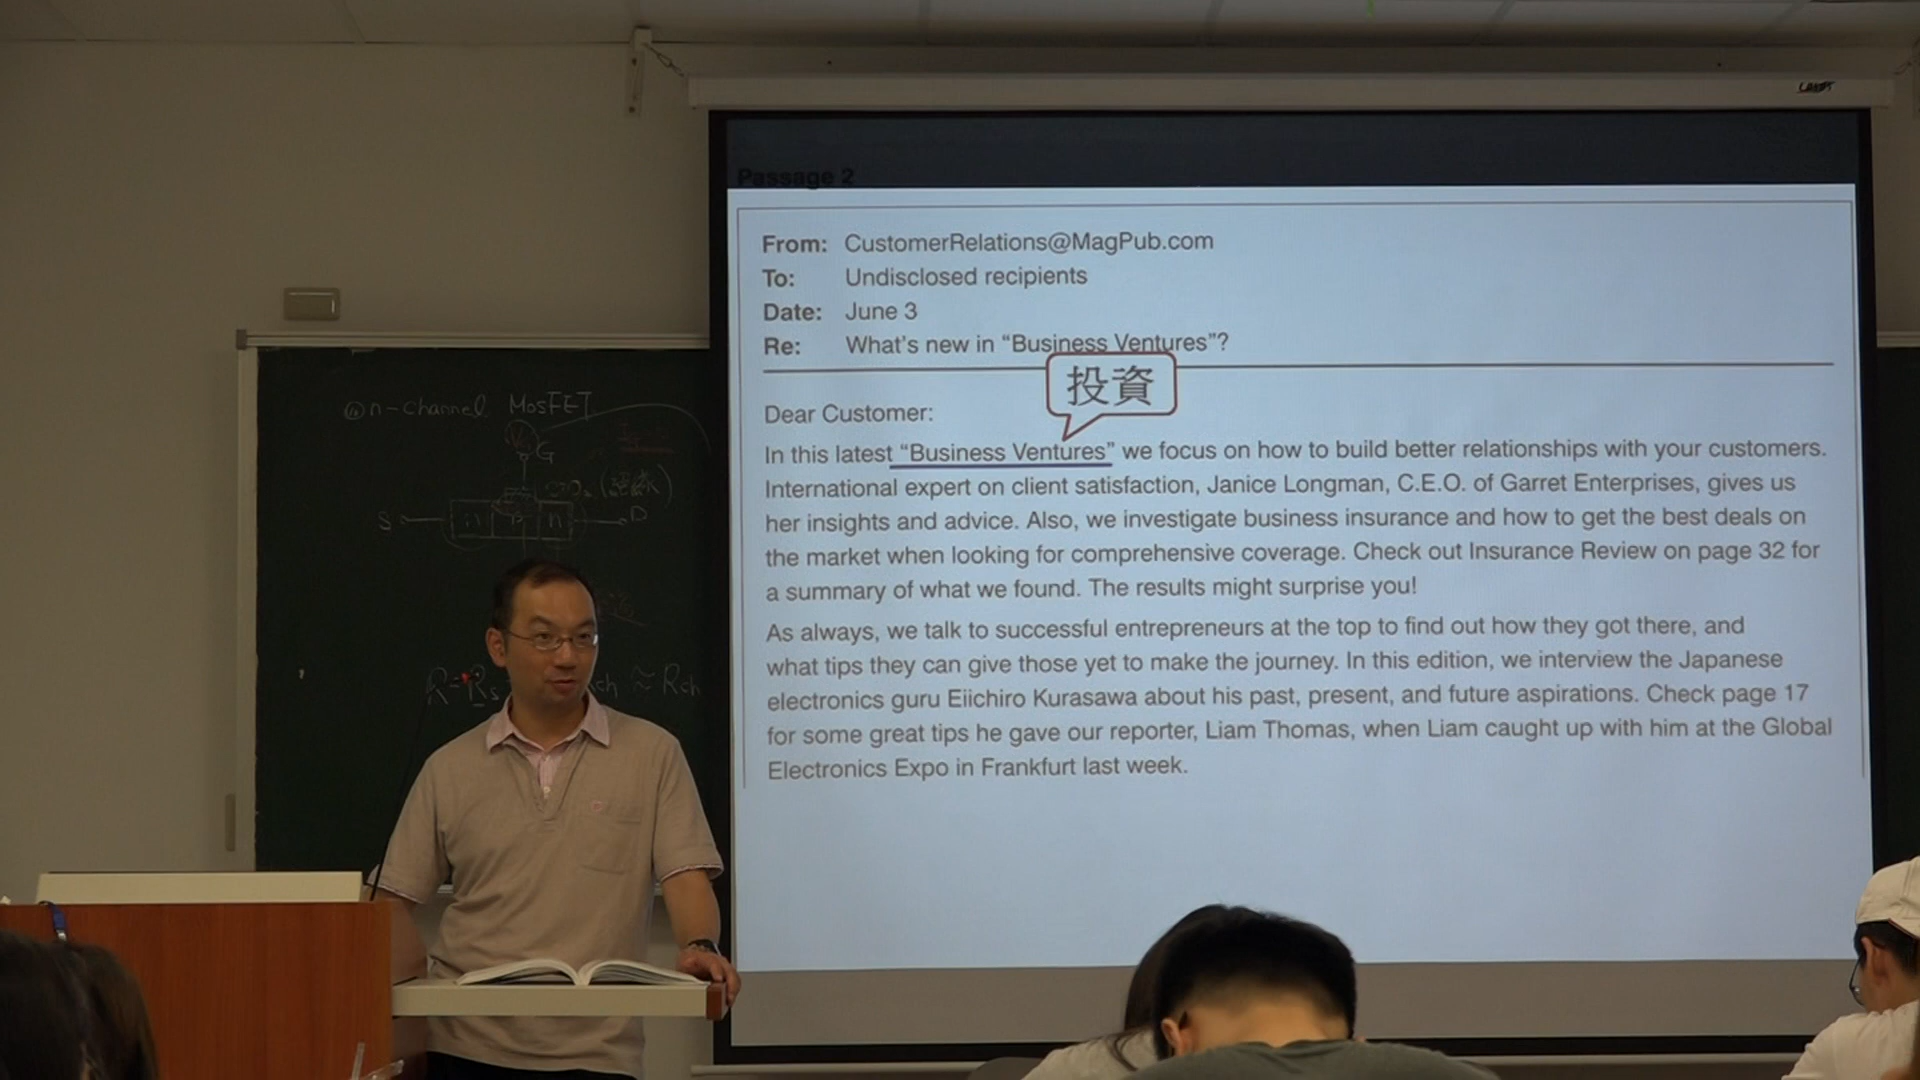 Passage 2
From: CustomerRelations@MagPub.com
To: Undisclosed recipients
Date: June 3
Re: What's new in “Business Ventures”?
投資
Dear Customer:
In this latest “Business Ventures” we focus on how to build better relationships with your customers.
International expert on client satisfaction, Janice Longman, C.E.O. of Garret Enterprises, gives us
her insights and advice. Also, we investigate business insurance and how to get the best deals on
the market when looking for comprehensive coverage. Check out Insurance Review on page 32 for
a summary of what we found. The results might surprise you!
As always, we talk to successful entrepreneurs at the top to find out how they got there, and
what tips they can give those yet to make the journey. In this edition, we interview the Japanese
electronics guru Eiichiro Kurasawa about his past, present, and future aspirations. Check page 17
for some great tips he gave our reporter, Liam Thomas, when Liam caught up with him at the Global
Electronics Expo in Frankfurt last week.
n-channel MosFET
G
S
n
D
ch ≈ Rch